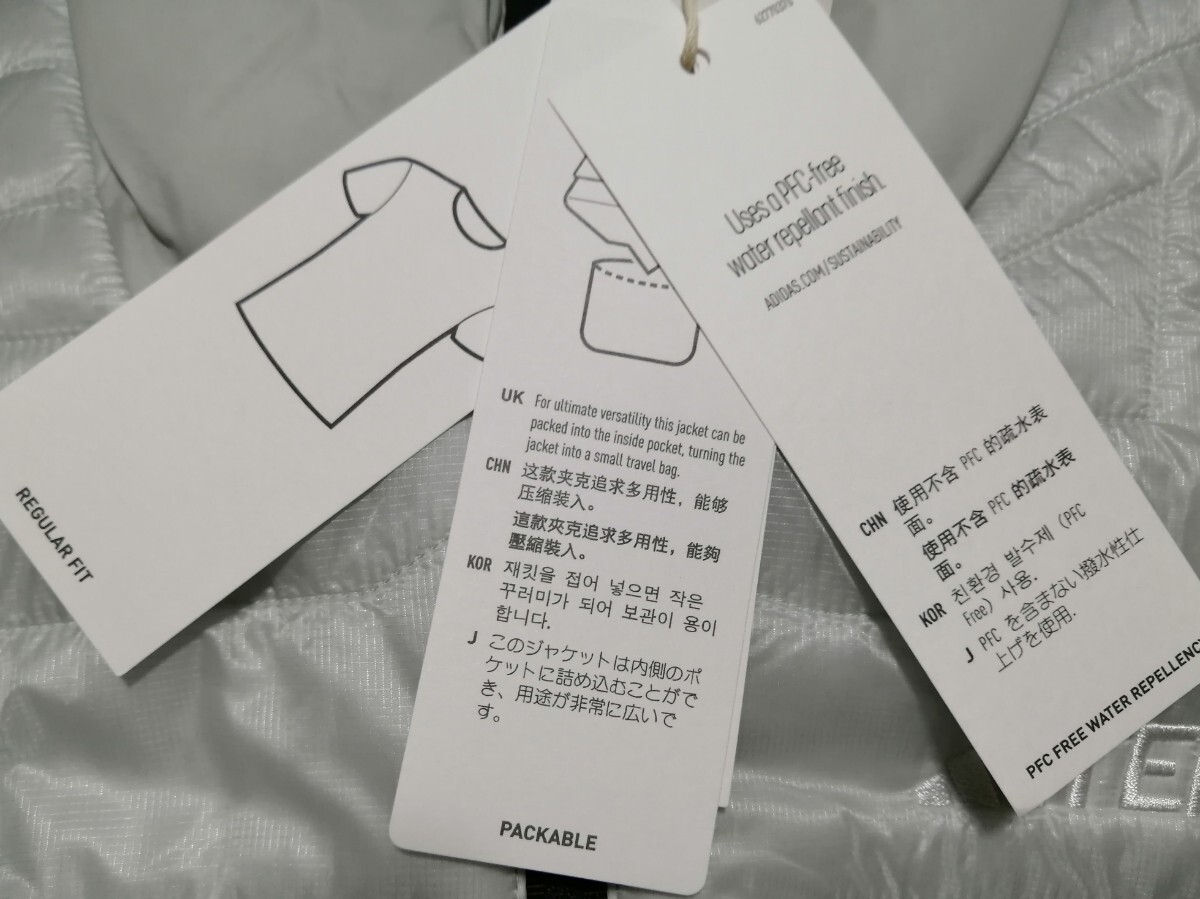 REGULAR FIT
UK For ultimate versatility this jacket can be
packed into the inside pocket, turning the
jacket into a small travel bag.
CHN 这款夹克追求多用性，能够
压缩装入。
這款夾克追求多用性，能夠
壓縮裝入。
KOR 재킷을 접어 넣으면 작은
꾸러미가 되어 보관이 용이
합니다.
J このジャケットは内側のポ
ケットに詰め込むことがで
き、用途が非常に広いで
す。
PACKABLE
Uses a PFC-free
water repellant finish.
ADIDAS.COM/SUSTAINABILITY
CHN 使用不含 PFC 的疏水表
面。
使用不含 PFC 的疏水表
面。
KOR 친환경 발수제 (PFC
Free) 사용.
J PFC を含まない撥水性仕
上げを使用.
PFC FREE WATER REPELLENC